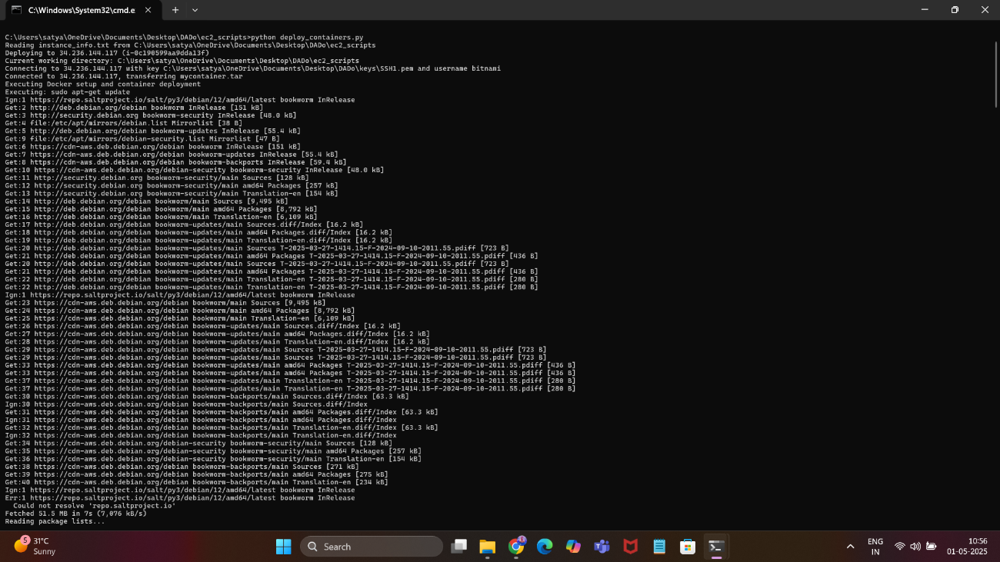 C:\Windows\System32\cmd.e
C:\Users\satya\OneDrive\Documents\Desktop\DADo\ec2_scripts>python deploy_containers.py
Reading instance_info.txt from C:\Users\satya\OneDrive\Documents\Desktop\DADo\ec2_scripts
Deploying to 34.236.144.117 (i-0c190599aa9dda13f)
Current working directory: C:\Users\satya\OneDrive\Documents\Desktop\DADo\ec2_scripts
Connecting to 34.236.144.117 with key C:\Users\satya\OneDrive\Documents\Desktop\DADo\keys\SSH1.pem and username bitnami
Connected to 34.236.144.117, transferring mycontainer.tar
Executing Docker setup and container deployment
Executing: sudo apt-get update
Ign:1 https://repo.saltproject.io/salt/py3/debian/12/amd64/latest bookworm InRelease
Get:2 http://deb.debian.org/debian bookworm InRelease [151 kB]
Get:3 http://security.debian.org bookworm-security InRelease [48.0 kB]
Get:4 file:/etc/apt/mirrors/debian.list Mirrorlist [38 B]
Get:5 http://deb.debian.org/debian bookworm-updates InRelease [55.4 kB]
Get:9 file:/etc/apt/mirrors/debian-security.list Mirrorlist [47 B]
Get:6 https://cdn-aws.deb.debian.org/debian bookworm InRelease [151 kB]
Get:7 https://cdn-aws.deb.debian.org/debian bookworm-updates InRelease [55.4 kB]
Get:8 https://cdn-aws.deb.debian.org/debian bookworm-backports InRelease [59.4 kB]
Get:10 https://cdn-aws.deb.debian.org/debian-security bookworm-security InRelease [48.0 kB]
Get:11 http://security.debian.org bookworm-security/main Sources [128 kB]
Get:12 http://security.debian.org bookworm-security/main amd64 Packages [257 kB]
Get:13 http://security.debian.org bookworm-security/main Translation-en [154 kB]
Get:14 http://deb.debian.org/debian bookworm/main Sources [9,495 kB]
Get:15 http://deb.debian.org/debian bookworm/main amd64 Packages [8,792 kB]
Get:16 http://deb.debian.org/debian bookworm/main Translation-en [6,109 kB]
Get:17 http://deb.debian.org/debian bookworm-updates/main Sources.diff/Index [16.2 kB]
Get:18 http://deb.debian.org/debian bookworm-updates/main amd64 Packages.diff/Index [16.2 kB]
Get:19 http://deb.debian.org/debian bookworm-updates/main Translation-en.diff/Index [16.2 kB]
Get:20 http://deb.debian.org/debian bookworm-updates/main Sources T-2025-03-27-1414.15-F-2024-09-10-2011.55.pdiff [723 B]
Get:21 http://deb.debian.org/debian bookworm-updates/main amd64 Packages T-2025-03-27-1414.15-F-2024-09-10-2011.55.pdiff [436 B]
Get:20 http://deb.debian.org/debian bookworm-updates/main Sources T-2025-03-27-1414.15-F-2024-09-10-2011.55.pdiff [723 B]
Get:21 http://deb.debian.org/debian bookworm-updates/main amd64 Packages T-2025-03-27-1414.15-F-2024-09-10-2011.55.pdiff [436 B]
Get:22 http://deb.debian.org/debian bookworm-updates/main Translation-en T-2025-03-27-1414.15-F-2024-09-10-2011.55.pdiff [280 B]
Get:22 http://deb.debian.org/debian bookworm-updates/main Translation-en T-2025-03-27-1414.15-F-2024-09-10-2011.55.pdiff [280 B]
Ign:1 https://repo.saltproject.io/salt/py3/debian/12/amd64/latest bookworm InRelease
Get:23 https://cdn-aws.deb.debian.org/debian bookworm/main Sources [9,495 kB]
Get:24 https://cdn-aws.deb.debian.org/debian bookworm/main amd64 Packages [8,792 kB]
Get:25 https://cdn-aws.deb.debian.org/debian bookworm/main Translation-en [6,109 kB]
Get:26 https://cdn-aws.deb.debian.org/debian bookworm-updates/main Sources.diff/Index [16.2 kB]
Get:27 https://cdn-aws.deb.debian.org/debian bookworm-updates/main amd64 Packages.diff/Index [16.2 kB]
Get:28 https://cdn-aws.deb.debian.org/debian bookworm-updates/main Translation-en.diff/Index [16.2 kB]
Get:29 https://cdn-aws.deb.debian.org/debian bookworm-updates/main Sources T-2025-03-27-1414.15-F-2024-09-10-2011.55.pdiff [723 B]
Get:29 https://cdn-aws.deb.debian.org/debian bookworm-updates/main Sources T-2025-03-27-1414.15-F-2024-09-10-2011.55.pdiff [723 B]
Get:33 https://cdn-aws.deb.debian.org/debian bookworm-updates/main amd64 Packages T-2025-03-27-1414.15-F-2024-09-10-2011.55.pdiff [436 B]
Get:33 https://cdn-aws.deb.debian.org/debian bookworm-updates/main amd64 Packages T-2025-03-27-1414.15-F-2024-09-10-2011.55.pdiff [436 B]
Get:37 https://cdn-aws.deb.debian.org/debian bookworm-updates/main Translation-en T-2025-03-27-1414.15-F-2024-09-10-2011.55.pdiff [280 B]
Get:37 https://cdn-aws.deb.debian.org/debian bookworm-updates/main Translation-en T-2025-03-27-1414.15-F-2024-09-10-2011.55.pdiff [280 B]
Get:30 https://cdn-aws.deb.debian.org/debian bookworm-backports/main Sources.diff/Index [63.3 kB]
Ign:30 https://cdn-aws.deb.debian.org/debian bookworm-backports/main Sources.diff/Index
Get:31 https://cdn-aws.deb.debian.org/debian bookworm-backports/main amd64 Packages.diff/Index [63.3 kB]
Ign:31 https://cdn-aws.deb.debian.org/debian bookworm-backports/main amd64 Packages.diff/Index
Get:32 https://cdn-aws.deb.debian.org/debian bookworm-backports/main Translation-en.diff/Index [63.3 kB]
Ign:32 https://cdn-aws.deb.debian.org/debian bookworm-backports/main Translation-en.diff/Index
Get:34 https://cdn-aws.deb.debian.org/debian-security bookworm-security/main Sources [128 kB]
Get:35 https://cdn-aws.deb.debian.org/debian-security bookworm-security/main amd64 Packages [257 kB]
Get:36 https://cdn-aws.deb.debian.org/debian-security bookworm-security/main Translation-en [154 kB]
Get:38 https://cdn-aws.deb.debian.org/debian bookworm-backports/main Sources [271 kB]
Get:39 https://cdn-aws.deb.debian.org/debian bookworm-backports/main amd64 Packages [275 kB]
Get:40 https://cdn-aws.deb.debian.org/debian bookworm-backports/main Translation-en [234 kB]
Ign:1 https://repo.saltproject.io/salt/py3/debian/12/amd64/latest bookworm InRelease
Err:1 https://repo.saltproject.io/salt/py3/debian/12/amd64/latest bookworm InRelease
Could not resolve 'repo.saltproject.io'
Fetched 51.5 MB in 7s (7,076 kB/s)
Reading package lists...
5
31°C
Sunny
Search
ENG
IN
10:56
01-05-2025